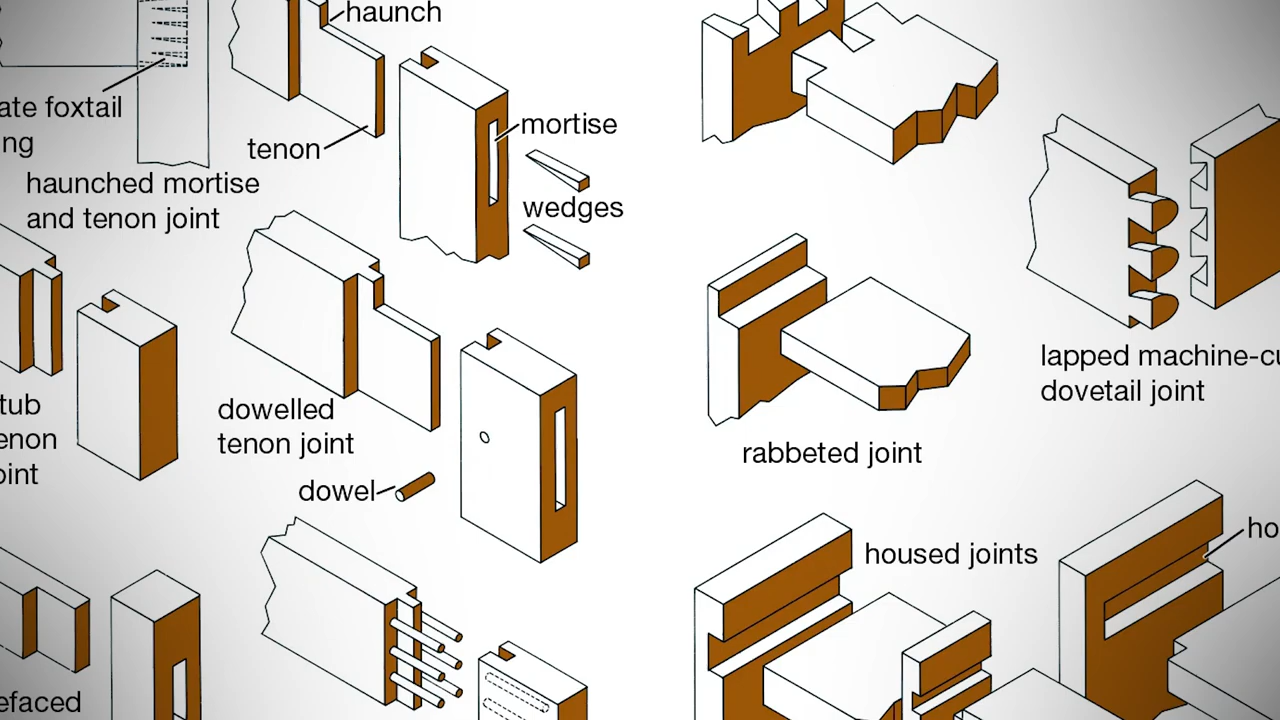 haunch
ate foxtail
ng
tenon
mortise
haunched mortise
and tenon joint
wedges
tub
enon
oint
dowelled
tenon joint
dowel
efaced
rabbeted joint
lapped machine-cu
dovetail joint
housed joints
ho